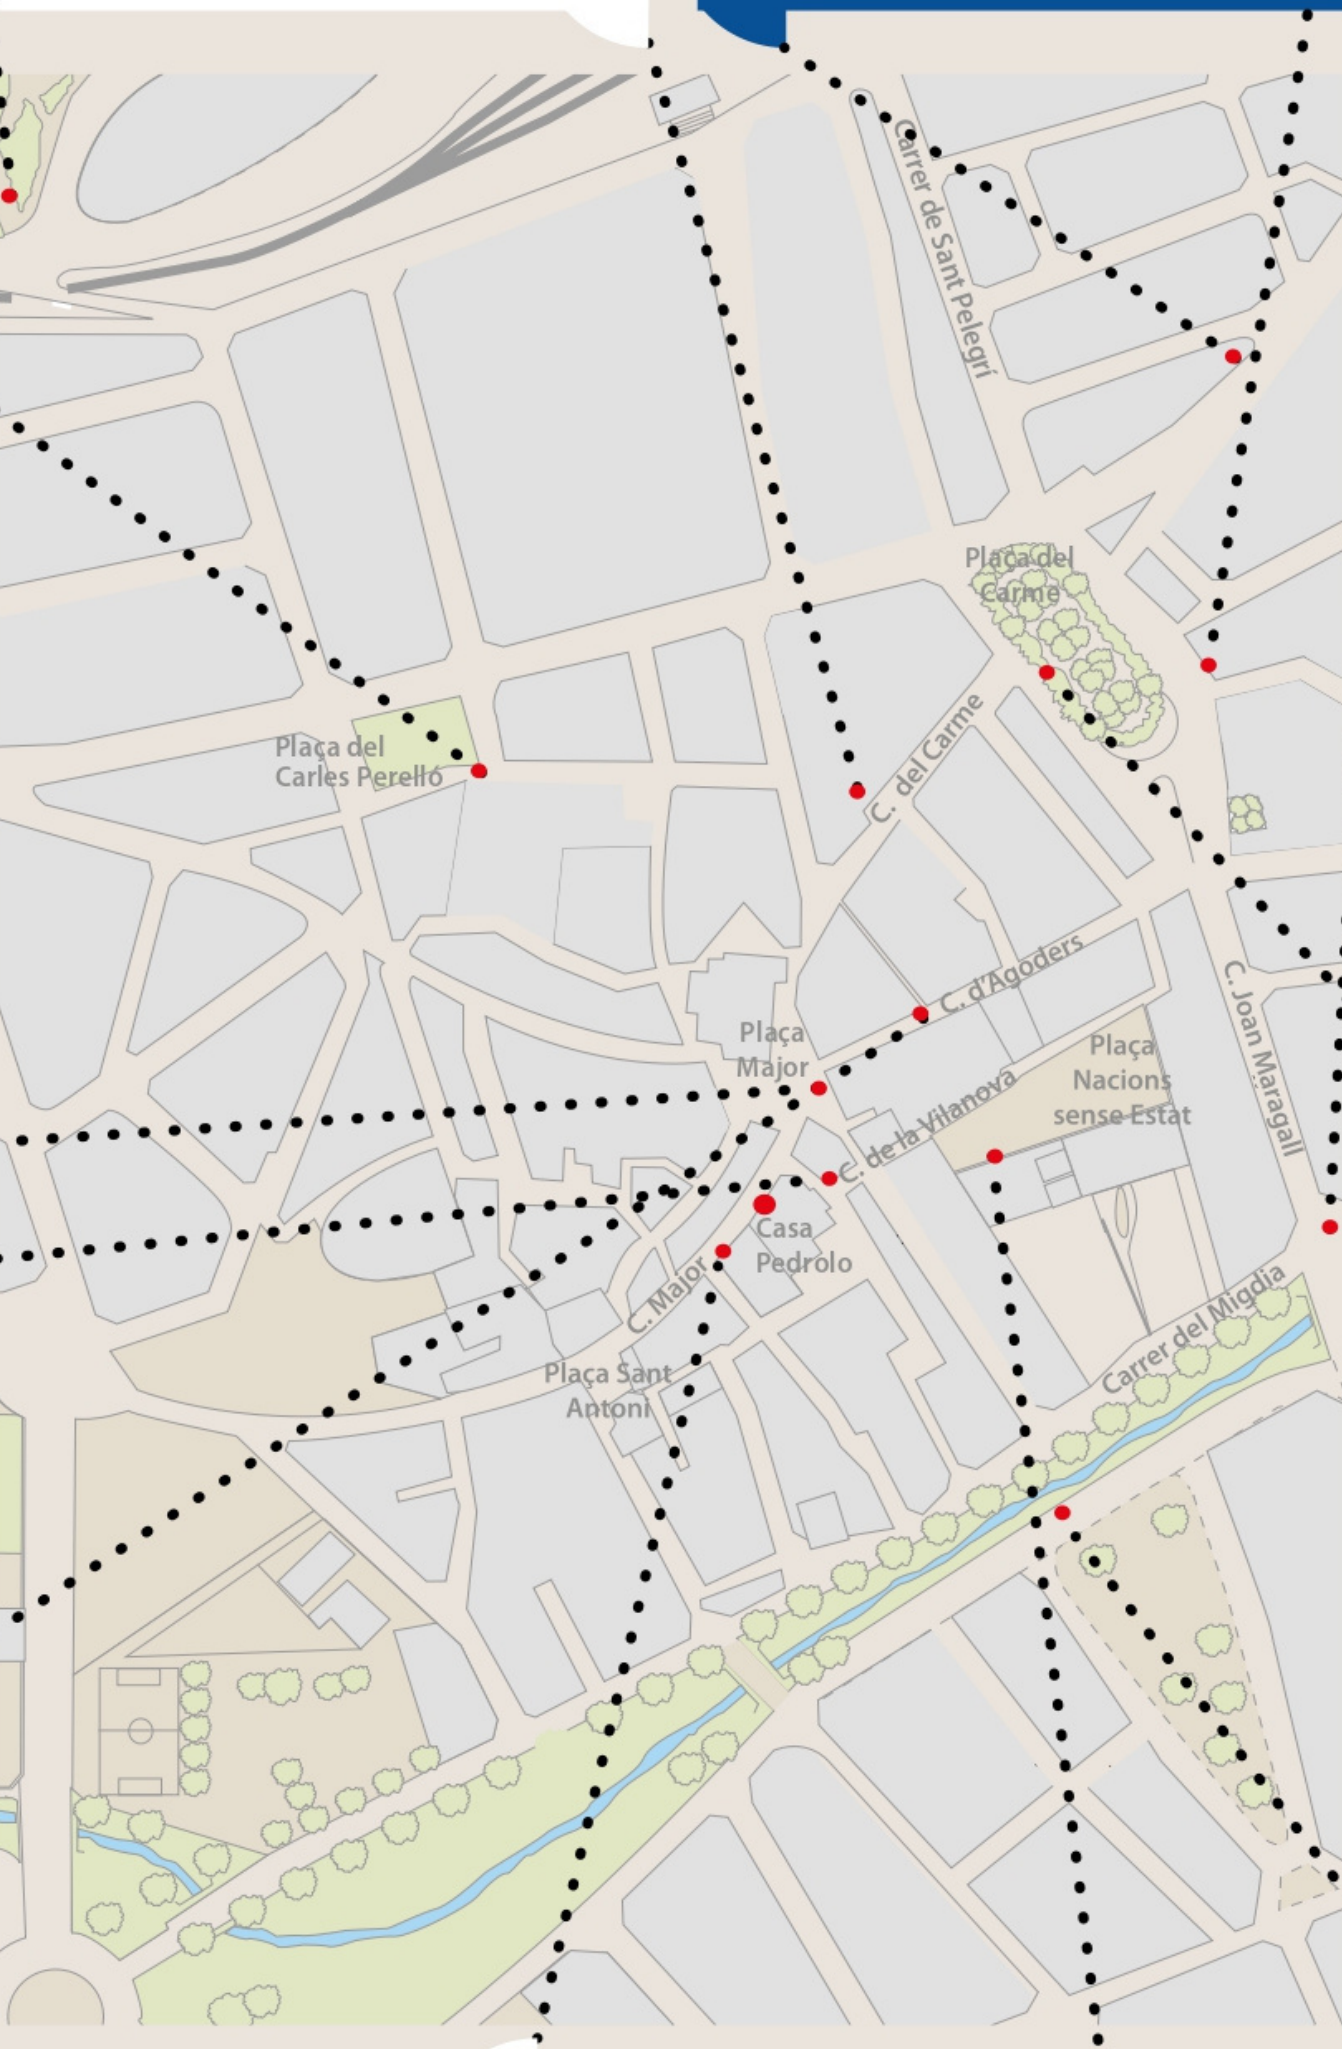 Carrer de Sant Pelegrí
Plaça del
Carme
C. del Carme
Plaça del
Carles Perelló
C. d'Agoders
C. Joan Maragall
Plaça
Major
Plaça
Nacions
sense Estat
C. de la Vilanova
Casa
Pedrolo
C. Major
Carrer del Migdia
Plaça Sant
Antoni